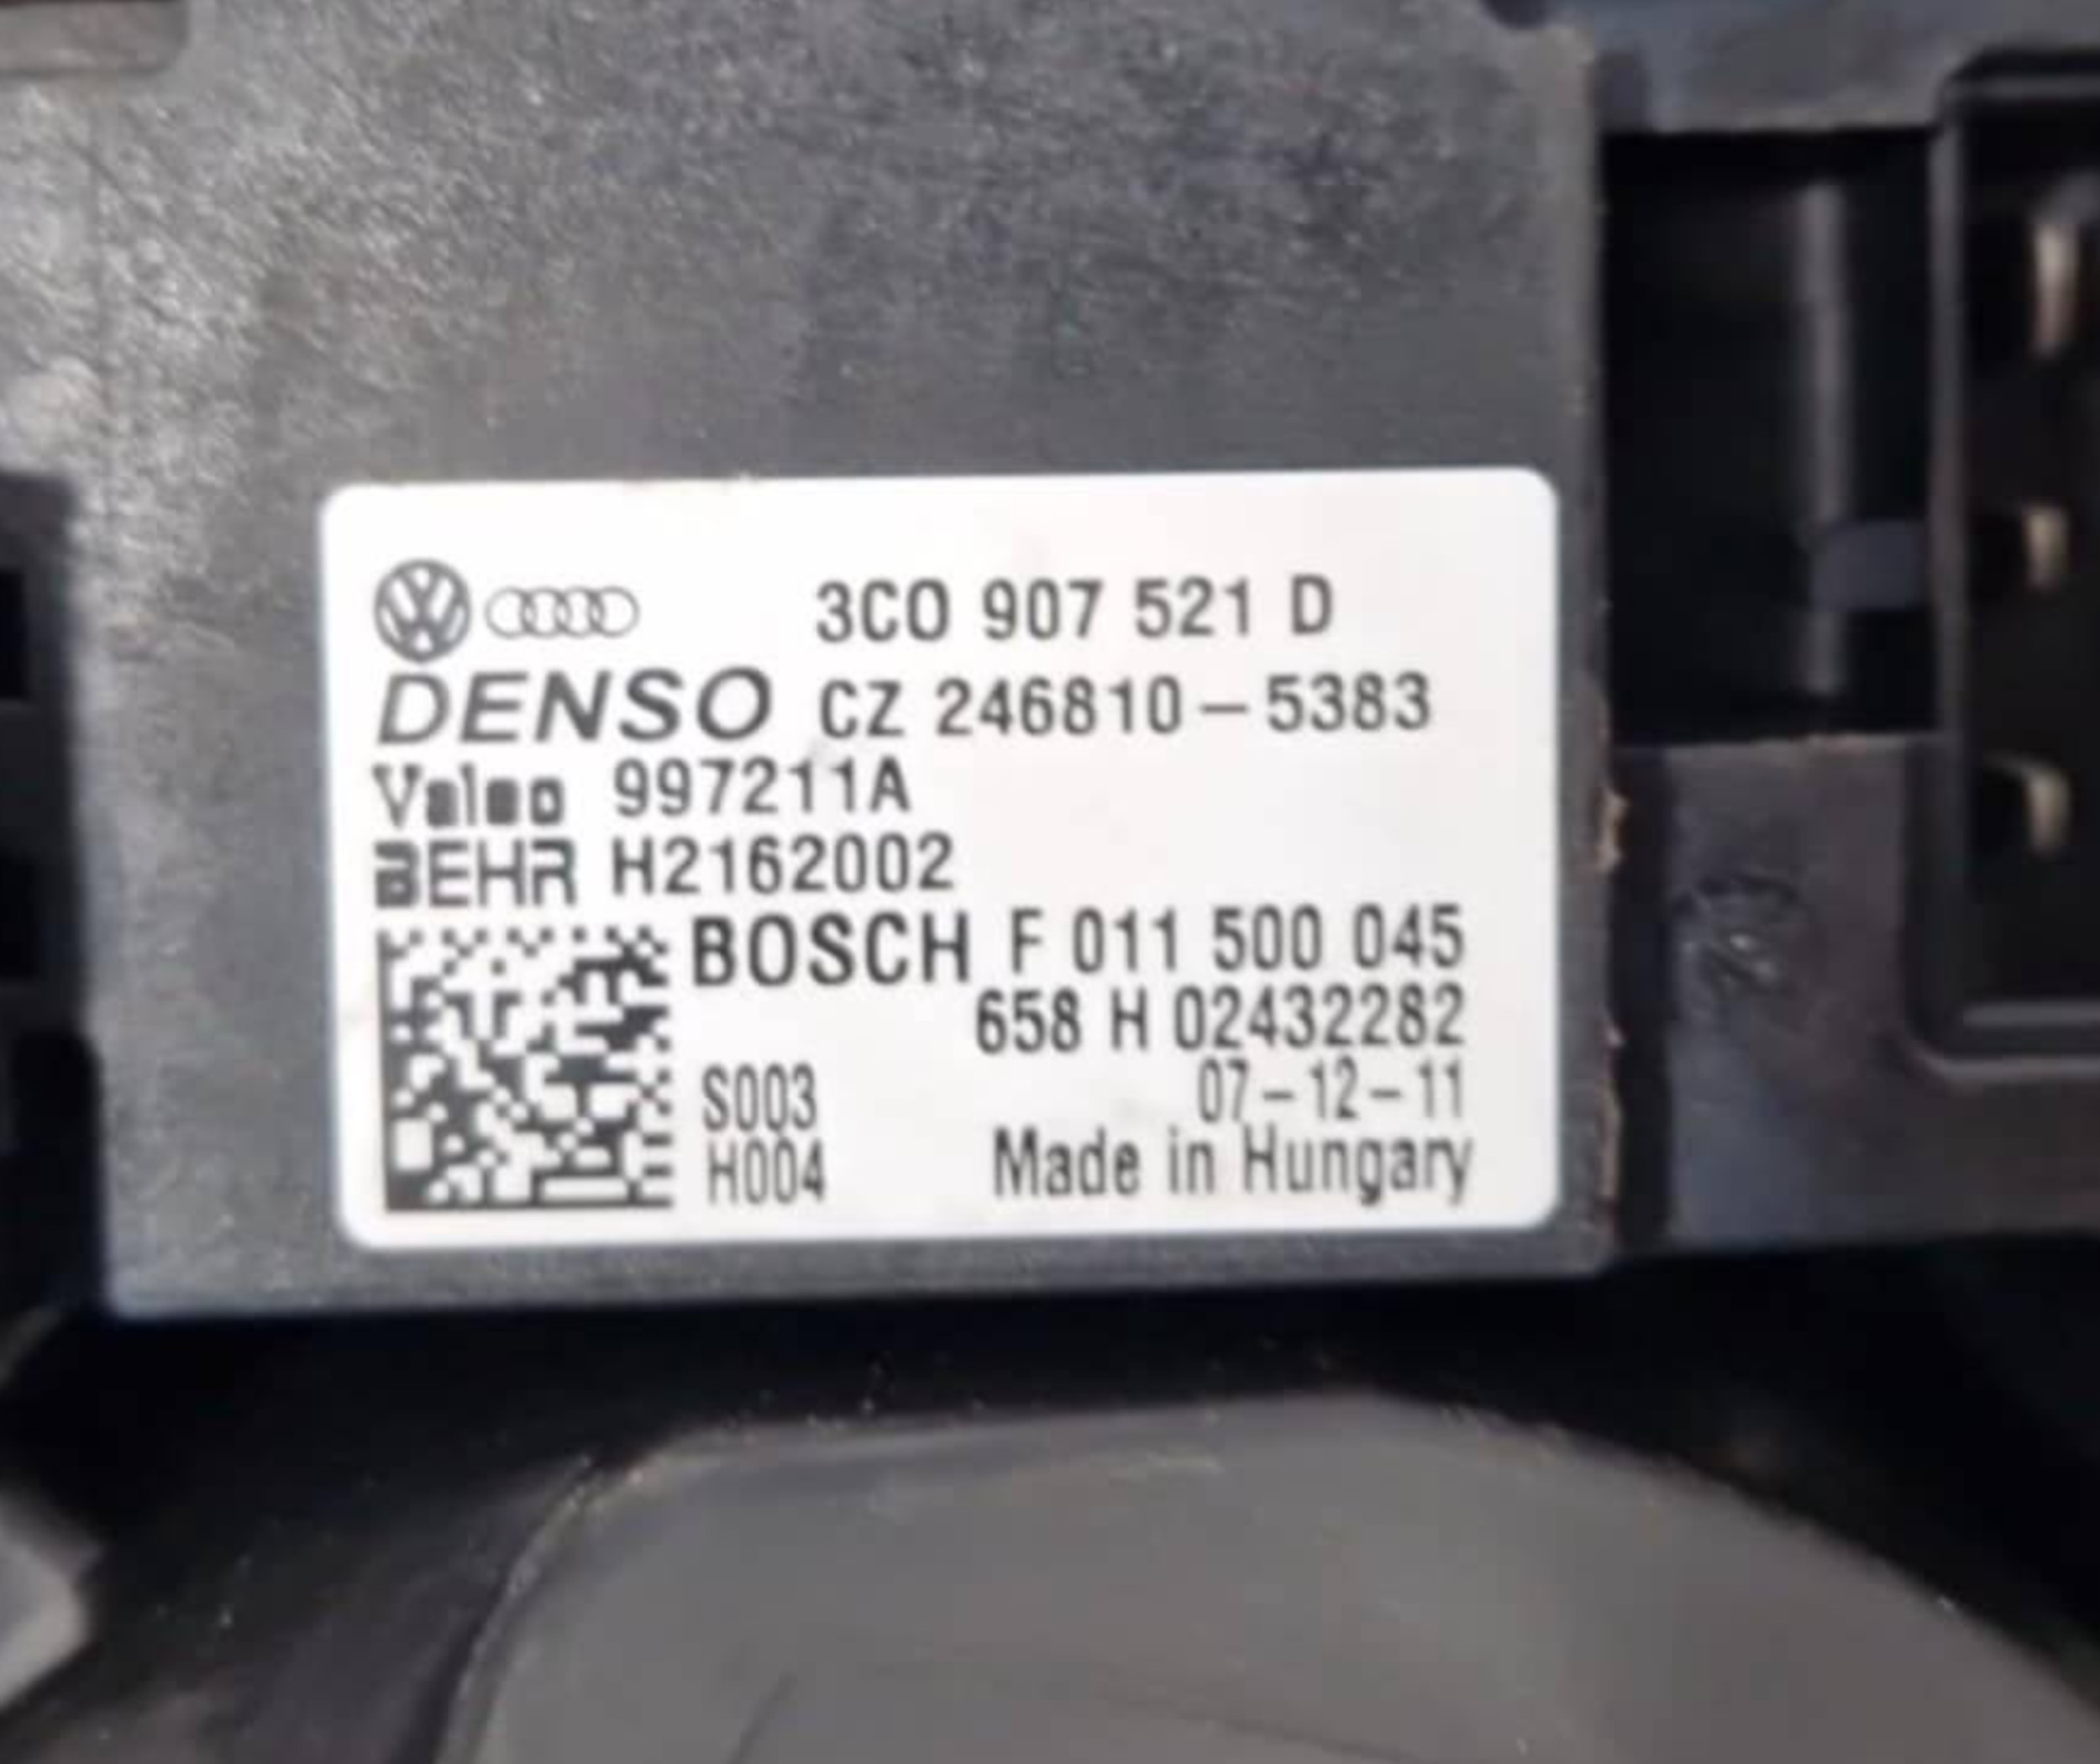 3C0 907 521 D
DENSO CZ 246810-5383
Valeo 997211A
BEHR H2162002
BOSCH F 011 500 045
658 H 02432282
S003 07-12-11
H004 Made in Hungary